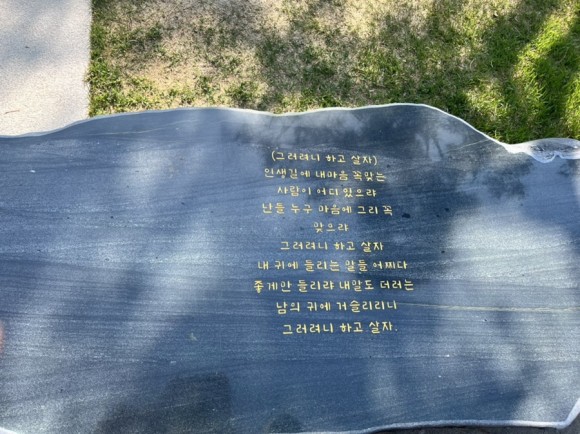 (그러려니 하고 살자)
인생길에 내마음 꼭맞는
사람이 어디 있으랴
난들 누구 마음에 그리 꼭
맞으랴
그러려니 하고 살자
내 귀에 들리는 말들 어찌다
좋게만 들리랴 내말도 더러는
남의 귀에 거슬리리니
그러려니 하고 살자.